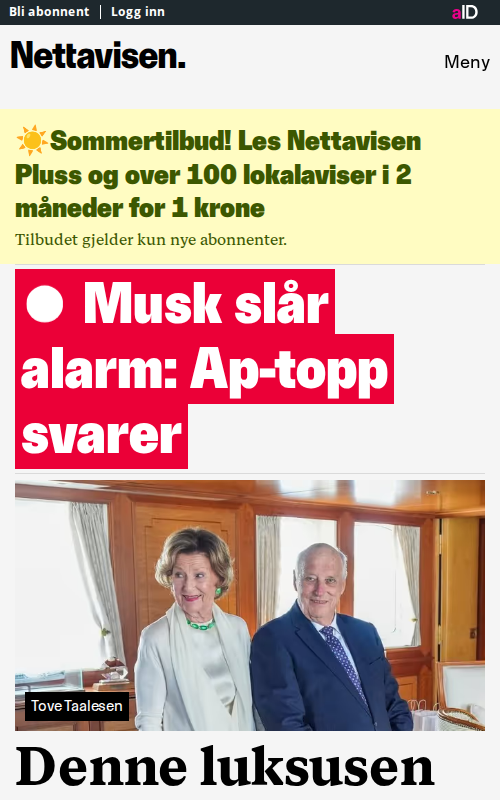 Bli abonnent
Logg inn
aID
Nettavisen.
Meny
☀️Sommertilbud! Les Nettavisen
Pluss og over 100 lokalaviser i 2
måneder for 1 krone
Tilbudet gjelder kun nye abonnenter.
Musk slår
alarm: Ap-topp
svarer
Tove Taalesen
Denne luksusen